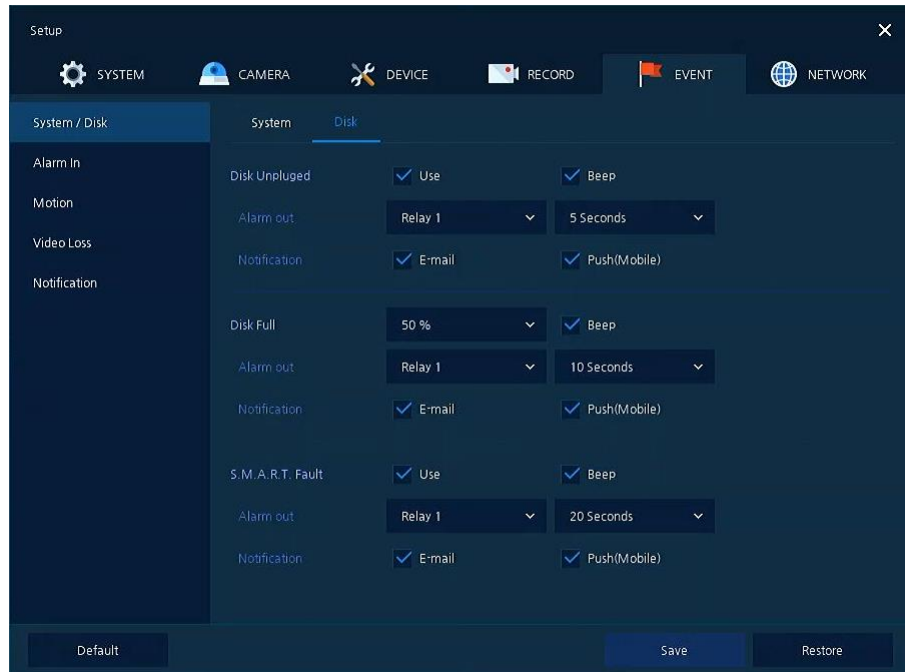 Setup
SYSTEM CAMERA DEVICE RECORD EVENT NETWORK
System / Disk
Alarm In
Motion
Video Loss
Notification
System Disk
Disk Unpluged Use Beep
Alarm out Relay 1 5 Seconds
Notification E-mail Push(Mobile)
Disk Full 50 % Beep
Alarm out Relay 1 10 Seconds
Notification E-mail Push(Mobile)
S.M.A.R.T. Fault Use Beep
Alarm out Relay 1 20 Seconds
Notification E-mail Push(Mobile)
Default Save Restore